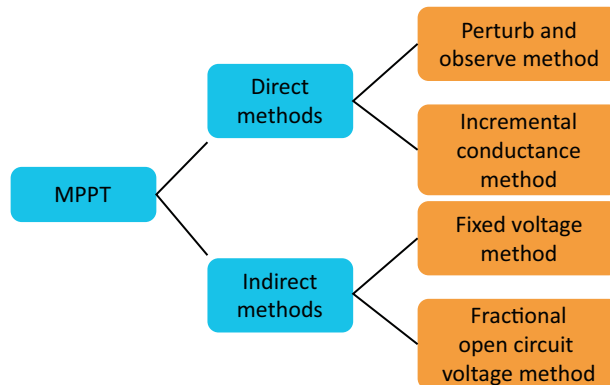 MPPT
Direct
methods
Perturb and
observe method
Incremental
conductance
method
Indirect
methods
Fixed voltage
method
Fractional
open circuit
voltage method